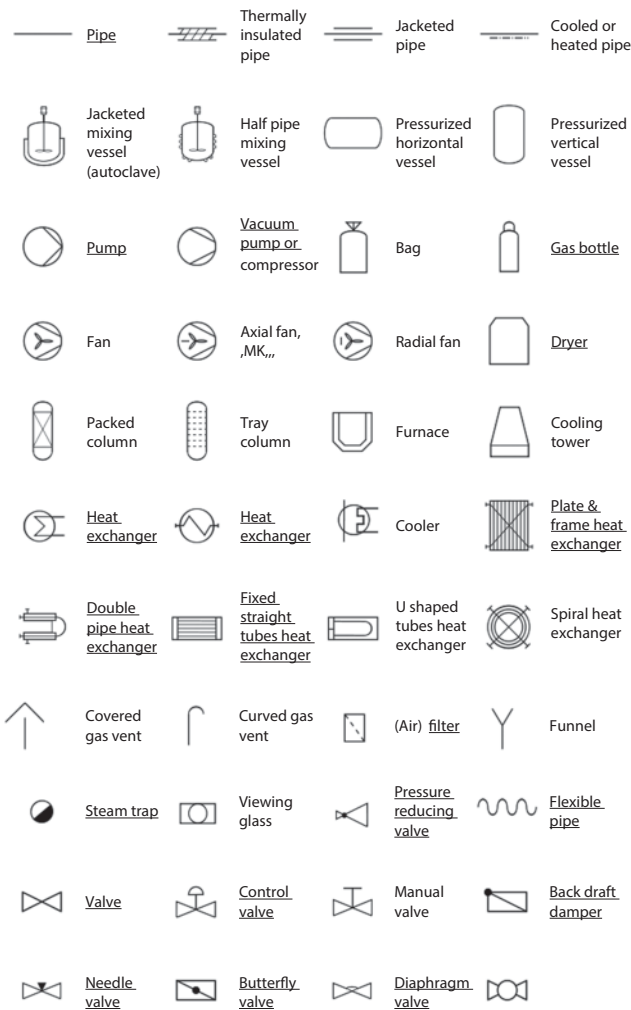 Pipe
Thermally
insulated
pipe
Jacketed
pipe
Cooled or
heated pipe
Jacketed
mixing
vessel
(autoclave)
Half pipe
mixing
vessel
Pressurized
horizontal
vessel
Pressurized
vertical
vessel
Pump
Vacuum
pump or
compressor
Bag
Gas bottle
Fan
Axial fan,
,MK,,,
Radial fan
Dryer
Packed
column
Tray
column
Furnace
Cooling
tower
Heat
exchanger
Heat
exchanger
Cooler
Plate &
frame heat
exchanger
Double
pipe heat
exchanger
Fixed
straight
tubes heat
exchanger
U shaped
tubes heat
exchanger
Spiral heat
exchanger
Covered
gas vent
Curved gas
vent
(Air) filter
Funnel
Steam trap
Viewing
glass
Pressure
reducing
valve
Flexible
pipe
Valve
Control
valve
Manual
valve
Back draft
damper
Needle
valve
Butterfly
valve
Diaphragm
valve